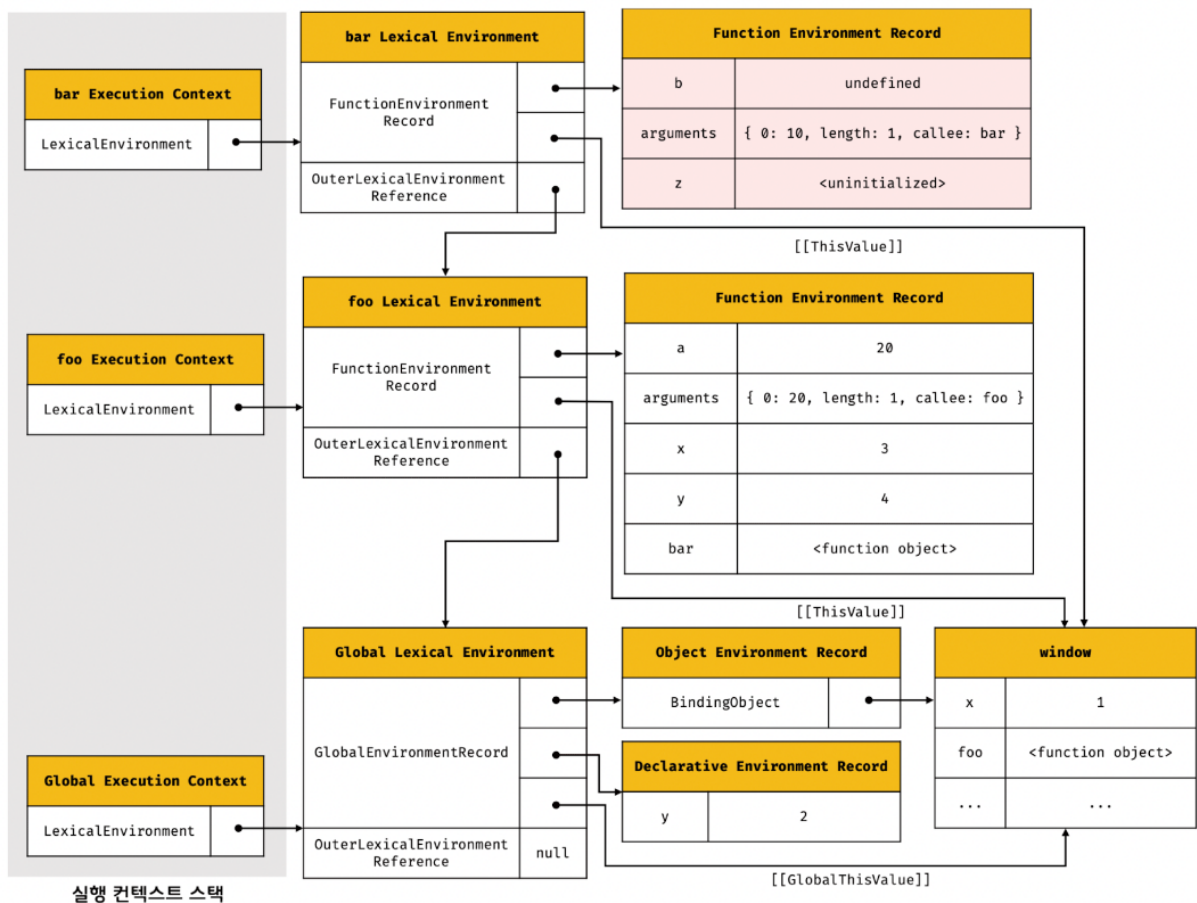 bar Execution Context
LexicalEnvironment
bar Lexical Environment
FunctionEnvironment
Record
OuterLexicalEnvironment
Reference
Function Environment Record
b
undefined
arguments
{ 0: 10, length: 1, callee: bar }
z
<uninitialized>
[[ThisValue]]
foo Execution Context
LexicalEnvironment
foo Lexical Environment
FunctionEnvironment
Record
OuterLexicalEnvironment
Reference
Function Environment Record
a
20
arguments
{ 0: 20, length: 1, callee: foo }
x
3
y
4
bar
<function object>
[[ThisValue]]
Global Execution Context
LexicalEnvironment
Global Lexical Environment
GlobalEnvironmentRecord
OuterLexicalEnvironment
Reference
null
Object Environment Record
BindingObject
Declarative Environment Record
y
2
window
x
1
foo
<function object>
...
...
[[GlobalThisValue]]
실행 컨텍스트 스택